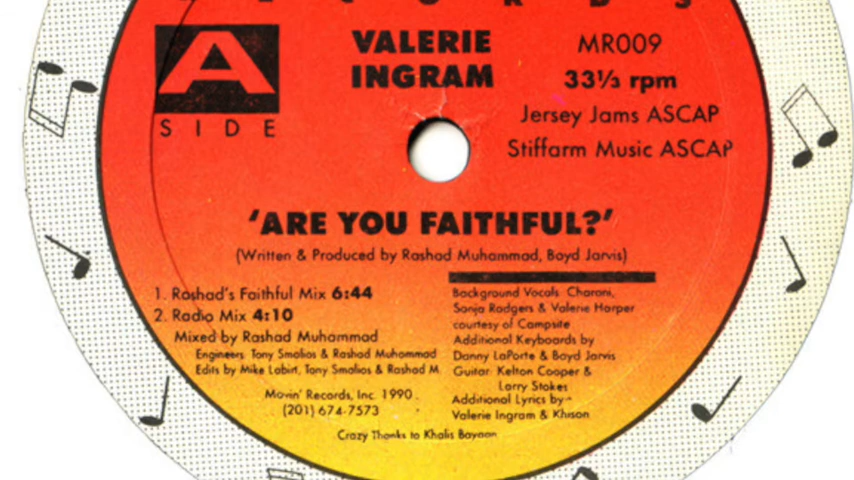 A
SIDE
VALERIE
INGRAM
MR009
33⅓ rpm
Jersey Jams ASCAP
Stiffarm Music ASCAP
'ARE YOU FAITHFUL?'
(Written & Produced by Rashad Muhammad, Boyd Jarvis)
1. Rashad's Faithful Mix 6:44
2. Radio Mix 4:10
Mixed by Rashad Muhammad
Engineers: Tony Smalios & Rashad Muhammad
Edits by Mike Labirt, Tony Smalios & Rashad M.
Movin' Records, Inc. 1990.
(201) 674-7573
Background Vocals: Charoni,
Sonja Rodgers & Valerie Harper
courtesy of Campsite
Additional Keyboards by
Danny LaPorte & Boyd Jarvis
Guitar: Kelton Cooper &
Larry Stokes
Additional Lyrics by
Valerie Ingram & Khison
Crazy Thanks to Khalis Bayaan